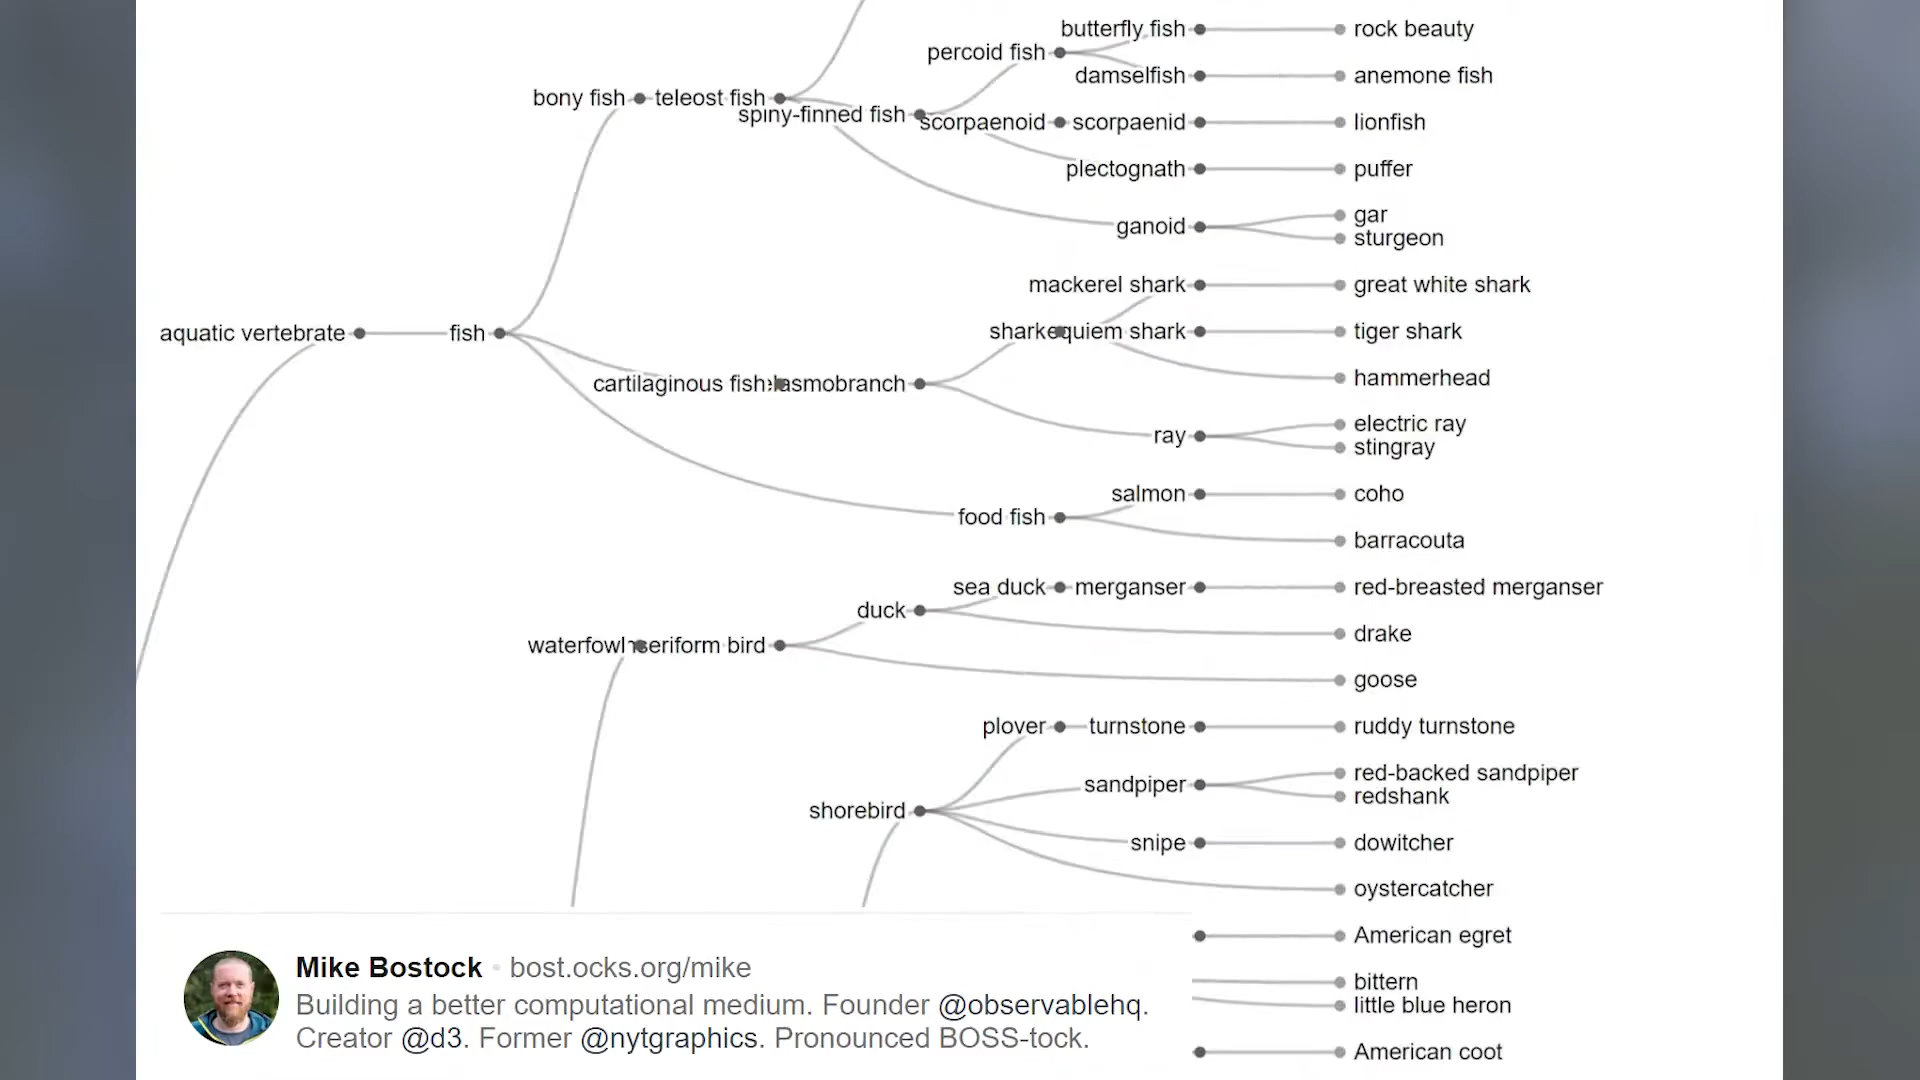 butterfly fish
rock beauty
percoid fish
damselfish
anemone fish
bony fish
teleost fish
spiny-finned fish
scorpaenoid
scorpaenid
lionfish
plectognath
puffer
gar
ganoid
sturgeon
mackerel shark
great white shark
aquatic vertebrate
fish
shark
equiem shark
tiger shark
hammerhead
cartilaginous fish
lasmobranch
electric ray
ray
stingray
salmon
coho
food fish
barracouta
sea duck
merganser
red-breasted merganser
duck
drake
waterfowl
seriform bird
goose
plover
turnstone
ruddy turnstone
red-backed sandpiper
sandpiper
redshank
shorebird
snipe
dowitcher
oystercatcher
American egret
bittern
little blue heron
American coot
Mike Bostock • bost.ocks.org/mike
Building a better computational medium. Founder @observablehq.
Creator @d3. Former @nytgraphics. Pronounced BOSS-tock.